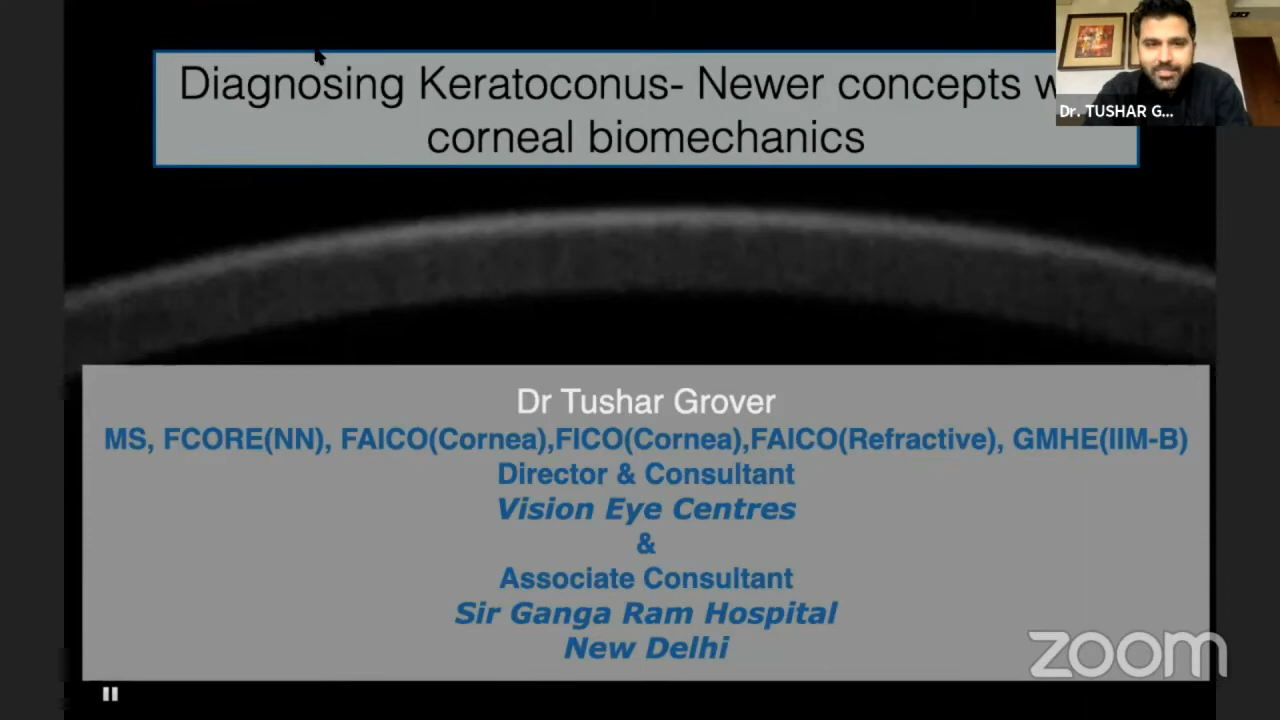 Diagnosing Keratoconus- Newer concepts
corneal biomechanics
Dr. TUSHAR G...
Dr Tushar Grover
MS, FCORE(NN), FAICO(Cornea),FICO(Cornea),FAICO(Refractive), GMHE(IIM-B)
Director & Consultant
Vision Eye Centres
&
Associate Consultant
Sir Ganga Ram Hospital
New Delhi
zoom